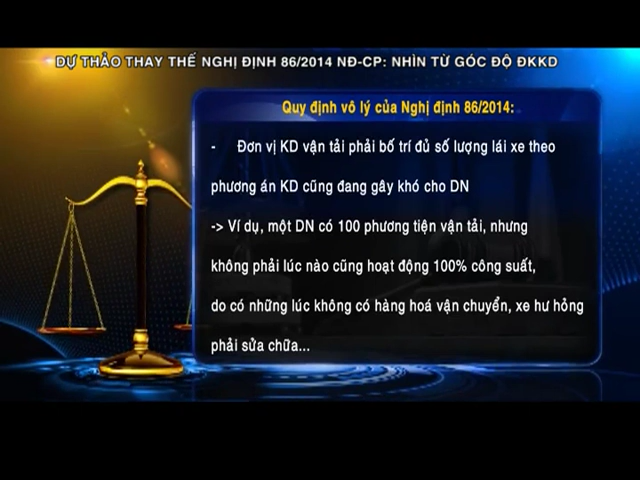 DỰ THẢO THAY THẾ NGHỊ ĐỊNH 86/2014 NĐ-CP: NHÌN TỪ GÓC ĐỘ ĐKKD
Quy định vô lý của Nghị định 86/2014:
- Đơn vị KD vận tải phải bố trí đủ số lượng lái xe theo
phương án KD cũng đang gây khó cho DN
-> Ví dụ, một DN có 100 phương tiện vận tải, nhưng
không phải lúc nào cũng hoạt động 100% công suất,
do có những lúc không có hàng hoá vận chuyển, xe hư hỏng
phải sửa chữa...